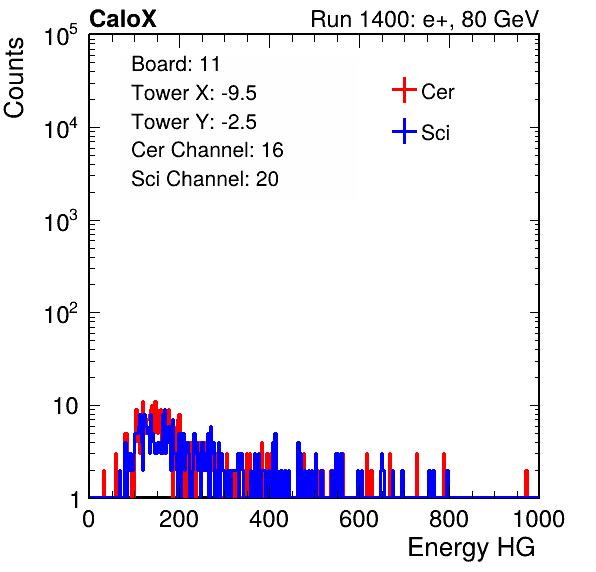 CaloX Run 1400: e+, 80 GeV
Board: 11
Tower X: -9.5
Tower Y: -2.5
Cer Channel: 16
Sci Channel: 20
Cer
Sci
Counts
10^5
10^4
10^3
10^2
10
1
0 200 400 600 800 1000
Energy HG